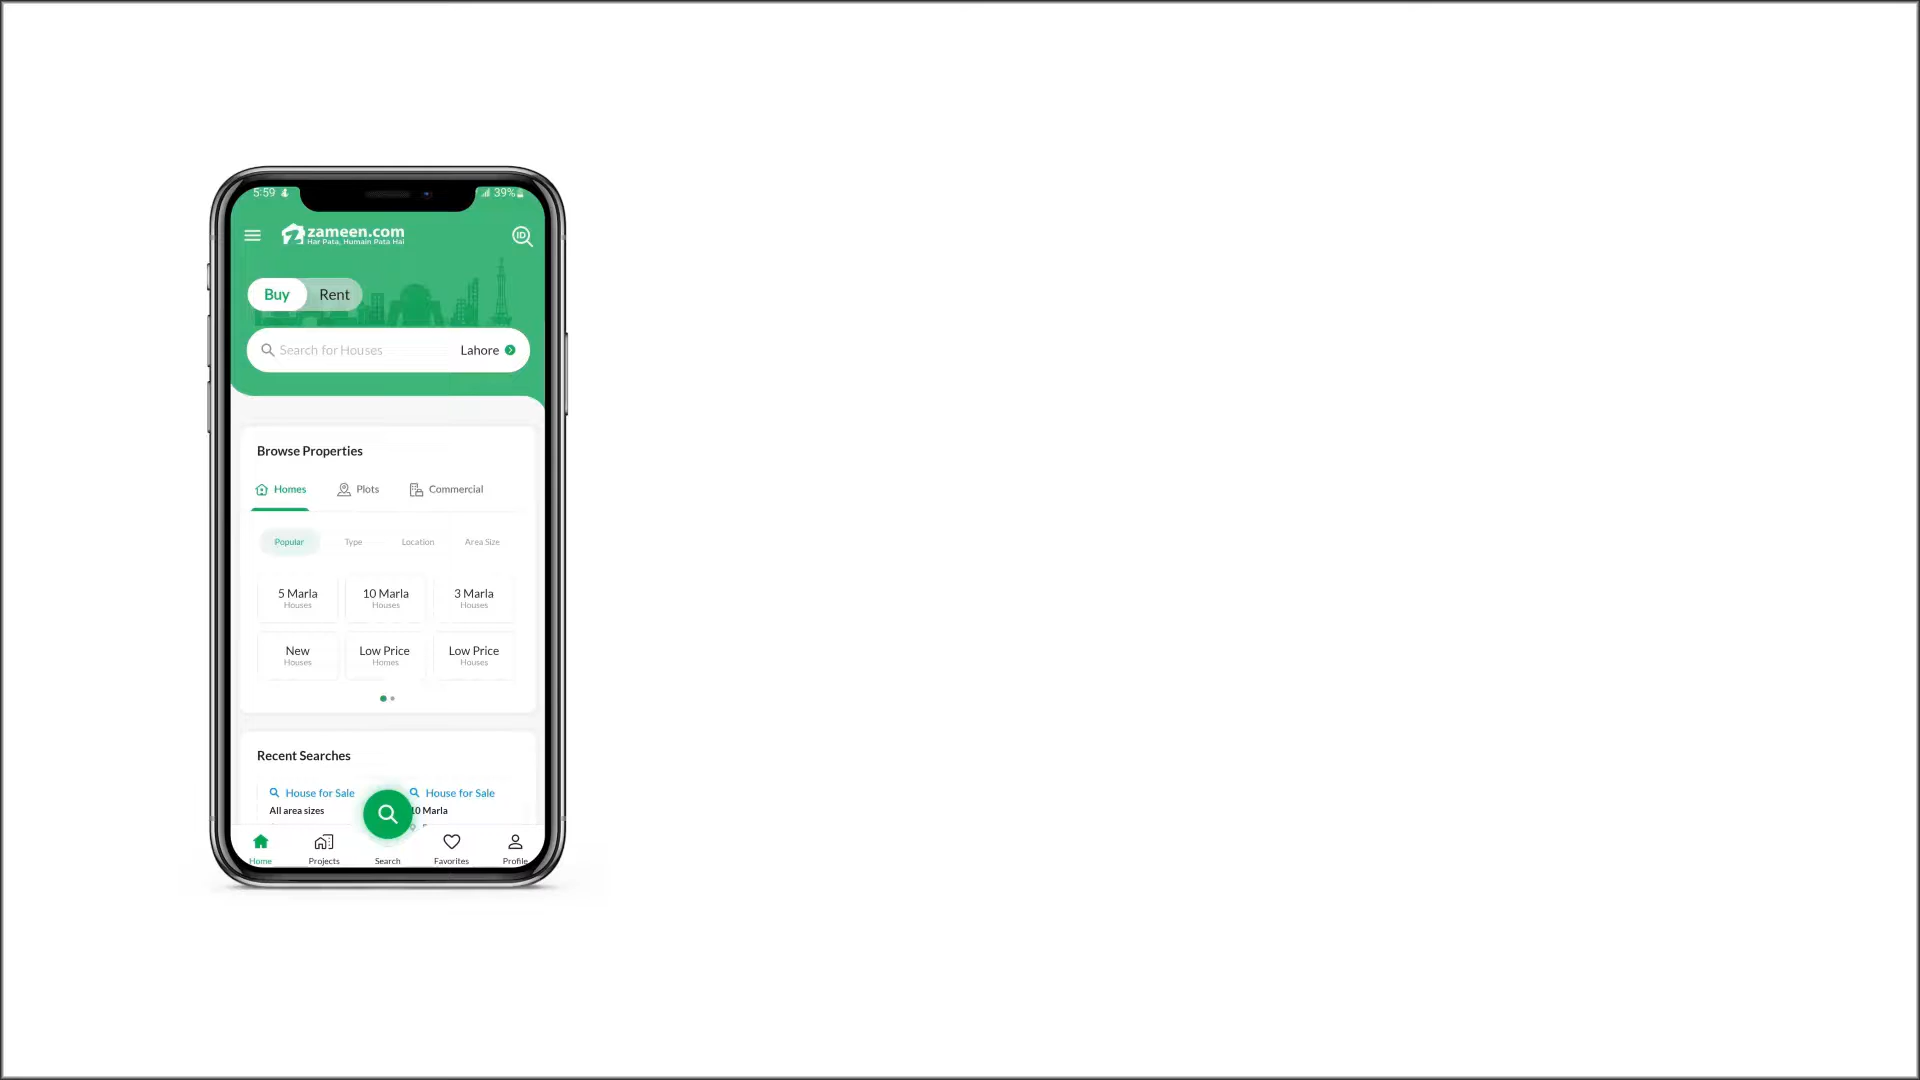 5:59
39%
zameen.com
Har Pata, Humain Pata Hai
ID
Buy Rent
Search for Houses Lahore
Browse Properties
Homes Plots Commercial
Popular Type Location Area Size
5 Marla 10 Marla 3 Marla
Houses Houses Houses
New Low Price Low Price
Houses Homes Houses
Recent Searches
House for Sale House for Sale
All area sizes 10 Marla
Home Projects Search Favorites Profile